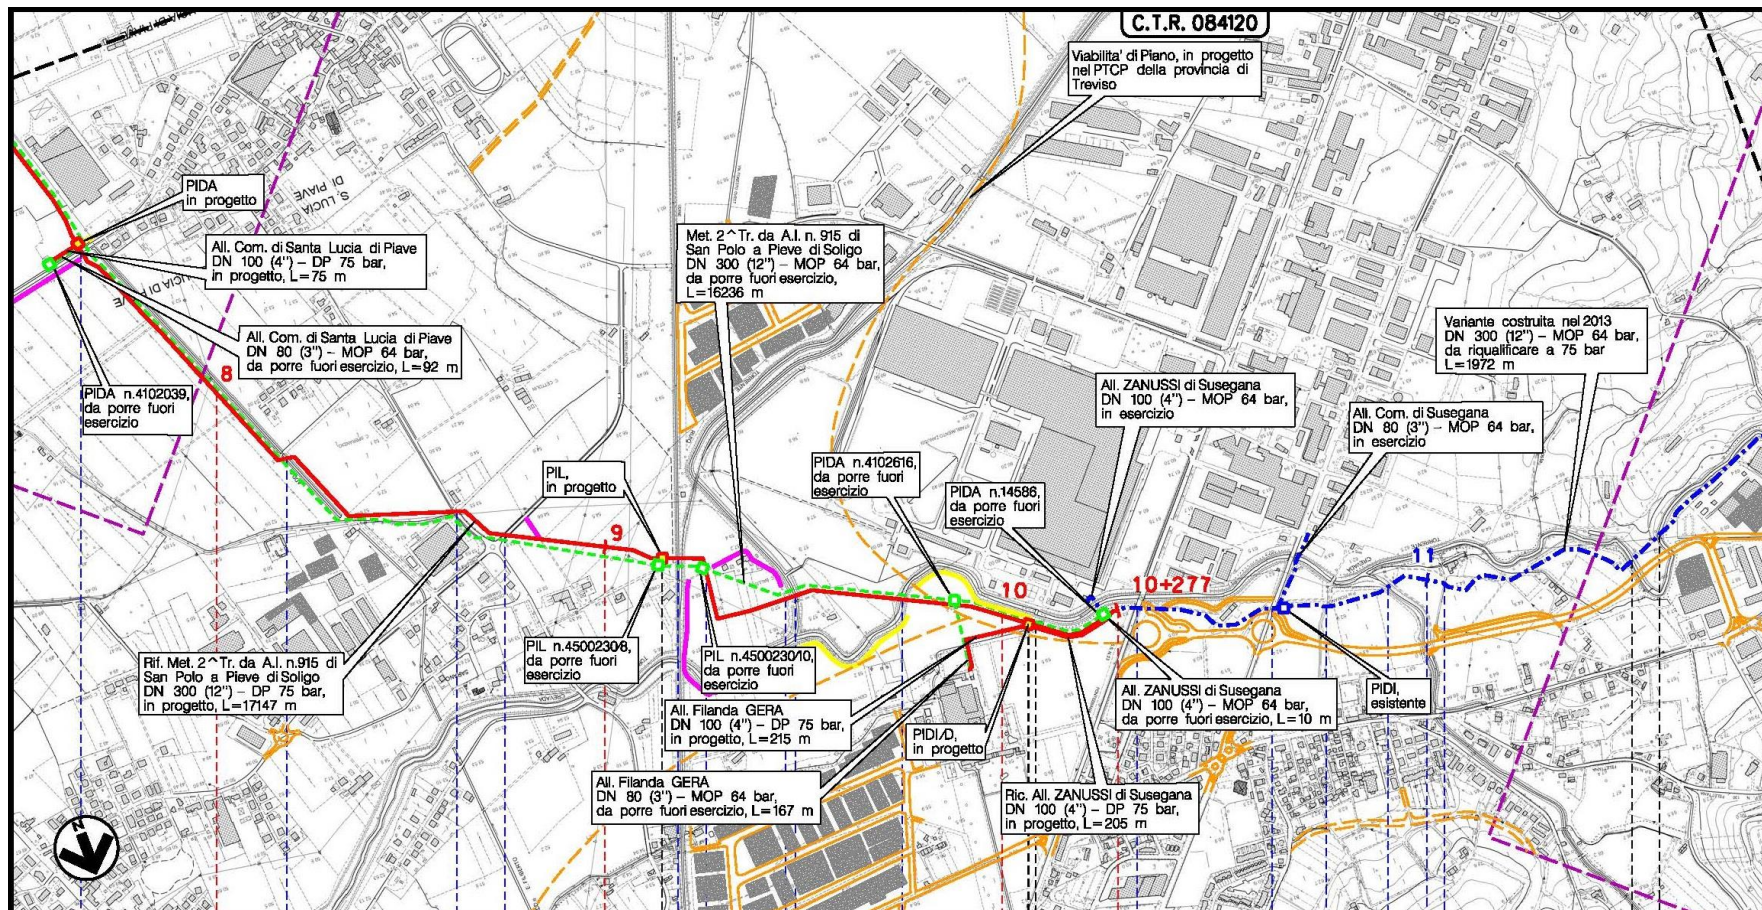 C.T.R. 084120
Viabilita' di Piano, in progetto
nel PTCP della provincia di
Treviso
PIDA
in progetto
S. LUCIA
DI PIAVE
All. Com. di Santa Lucia di Piave
DN 100 (4") – DP 75 bar,
in progetto, L=75 m
Met. 2^Tr. da A.I. n. 915 di
San Polo a Pieve di Soligo
DN 300 (12") – MOP 64 bar,
da porre fuori esercizio,
L=16236 m
All. Com. di Santa Lucia di Piave
DN 80 (3") – MOP 64 bar,
da porre fuori esercizio, L=92 m
Variante costruita nel 2013
DN 300 (12") – MOP 64 bar,
da riqualificare a 75 bar
L=1972 m
8
PIDA n.4102039,
da porre fuori
esercizio
All. ZANUSSI di Susegana
DN 100 (4") – MOP 64 bar,
in esercizio
All. Com. di Susegana
DN 80 (3") – MOP 64 bar,
in esercizio
PIL,
in progetto
PIDA n.4102616,
da porre fuori
esercizio
PIDA n.14586,
da porre fuori
esercizio
9
10
10+277
11
Rif. Met. 2^Tr. da A.I. n.915 di
San Polo a Pieve di Soligo
DN 300 (12") – DP 75 bar,
in progetto, L=17147 m
PIL n.4500230/8,
da porre fuori
esercizio
PIL n.4500230/10,
da porre fuori
esercizio
All. Filanda GERA
DN 100 (4") – DP 75 bar,
in progetto, L=215 m
PIDI/D,
in progetto
All. ZANUSSI di Susegana
DN 100 (4") – MOP 64 bar,
da porre fuori esercizio, L=10 m
PIDI,
esistente
All. Filanda GERA
DN 80 (3") – MOP 64 bar,
da porre fuori esercizio, L=167 m
Ric. All. ZANUSSI di Susegana
DN 100 (4") – DP 75 bar,
in progetto, L=205 m
N